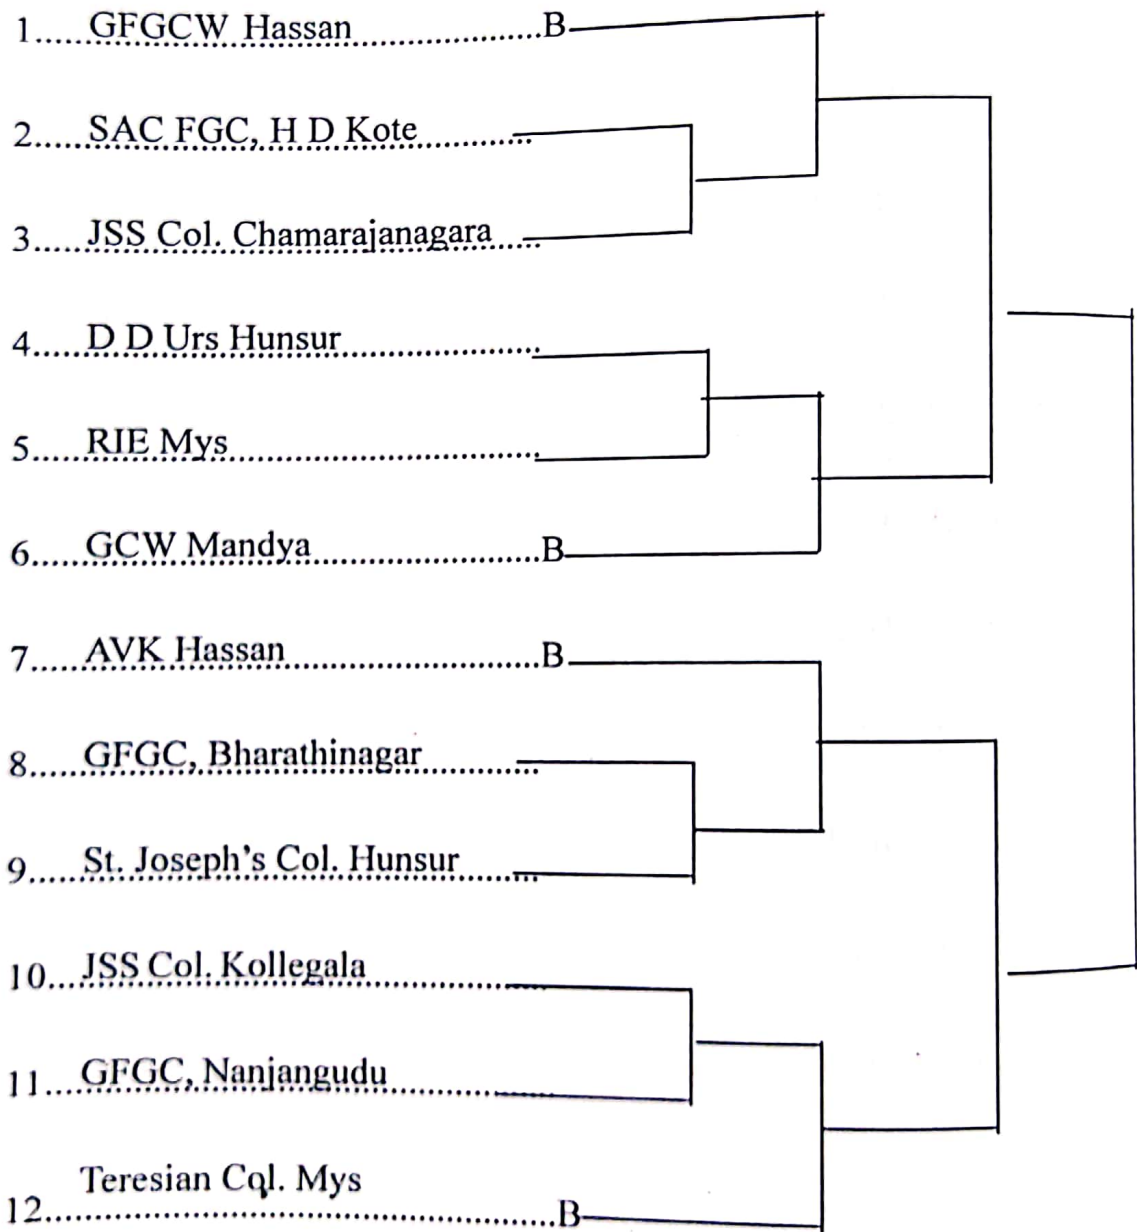 1.....GFGCW Hassan.....B
2.....SAC FGC, H D Kote.....
3.....JSS Col. Chamarajanagara.....
4.....D D Urs Hunsur.....
5.....RIE Mys.....
6.....GCW Mandya.....B
7.....AVK Hassan.....B
8.....GFGC, Bharathinagar.....
9.....St. Joseph's Col. Hunsur.....
10....JSS Col. Kollegala.....
11....GFGC, Nanjangudu.....
Teresian Col. Mys
12.....B